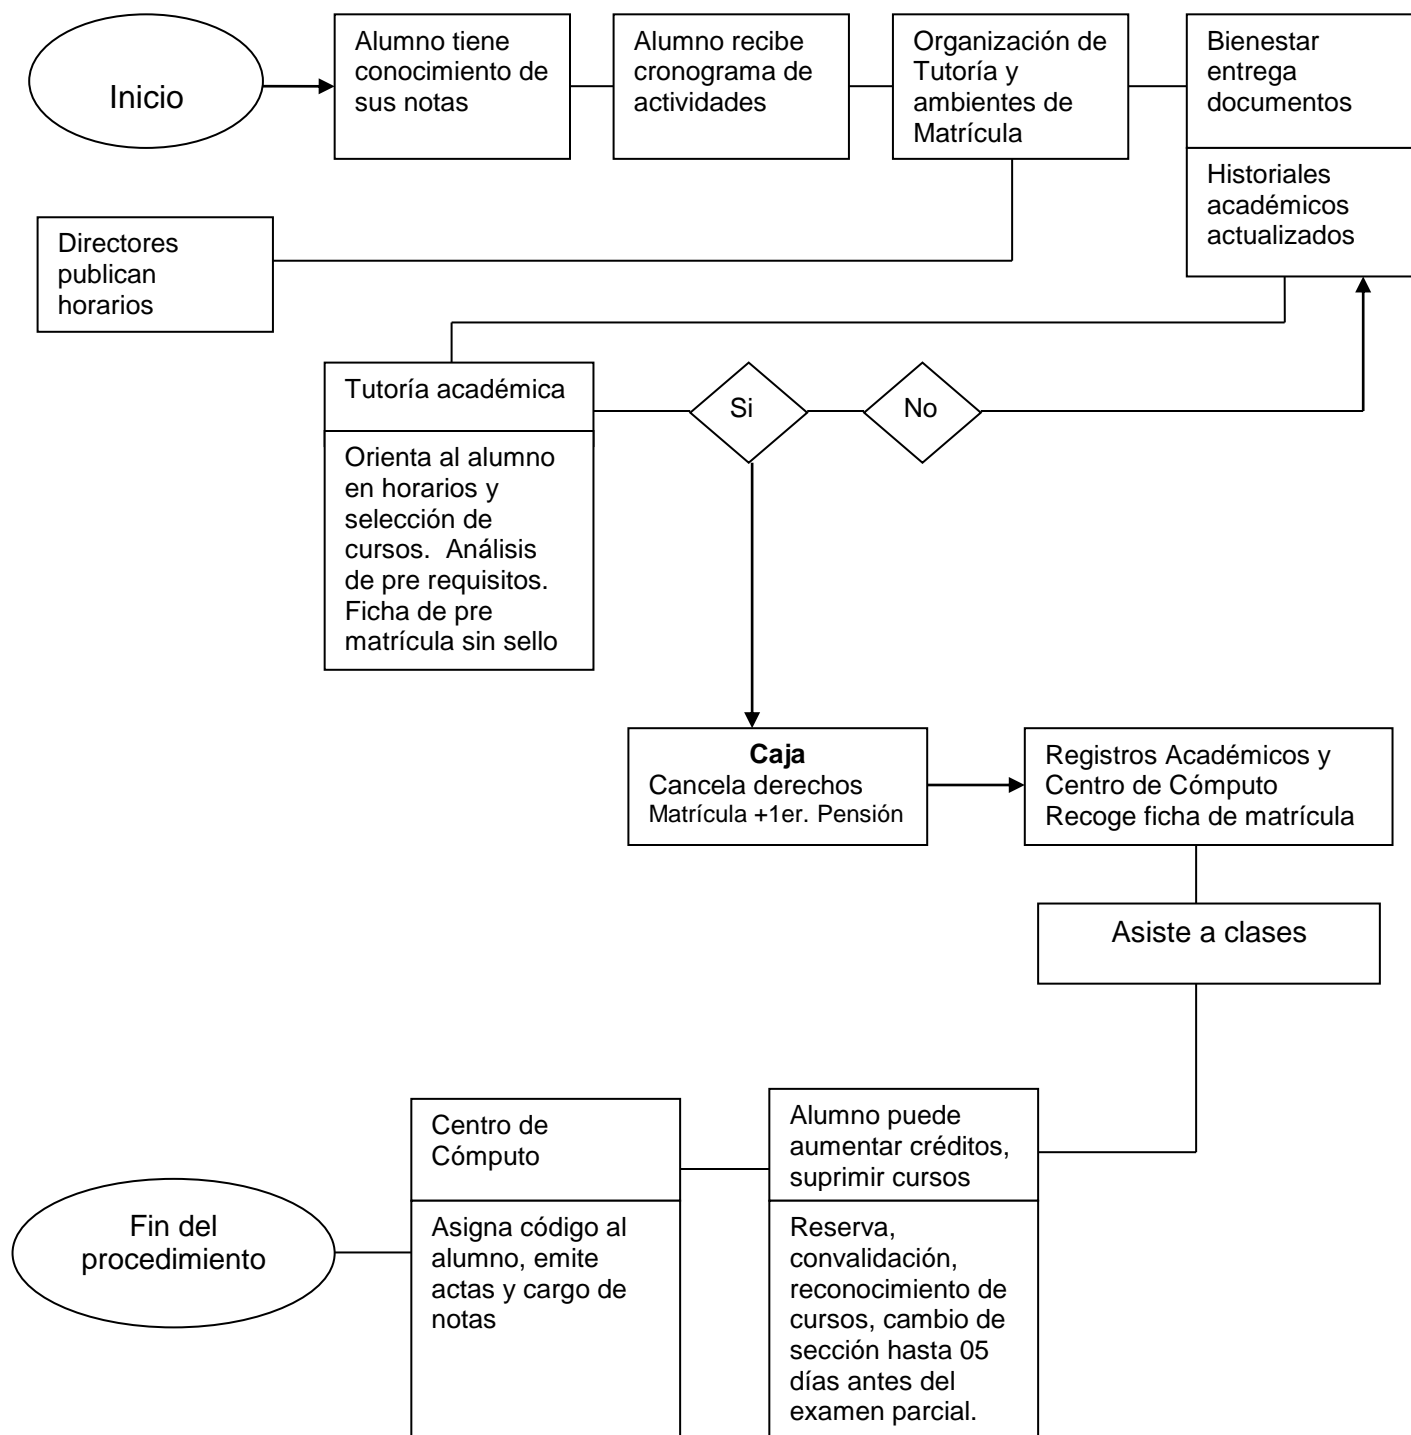 Inicio
Alumno tiene
conocimiento de
sus notas
Alumno recibe
cronograma de
actividades
Organización de
Tutoría y
ambientes de
Matrícula
Bienestar
entrega
documentos
Historiales
académicos
actualizados
Directores
publican
horarios
Tutoría académica
Si
No
Orienta al alumno
en horarios y
selección de
cursos.  Análisis
de pre requisitos.
Ficha de pre
matrícula sin sello
Caja
Cancela derechos
Matrícula +1er. Pensión
Registros Académicos y
Centro de Cómputo
Recoge ficha de matrícula
Asiste a clases
Alumno puede
aumentar créditos,
suprimir cursos
Reserva,
convalidación,
reconocimiento de
cursos, cambio de
sección hasta 05
días antes del
examen parcial.
Centro de
Cómputo
Asigna código al
alumno, emite
actas y cargo de
notas
Fin del
procedimiento